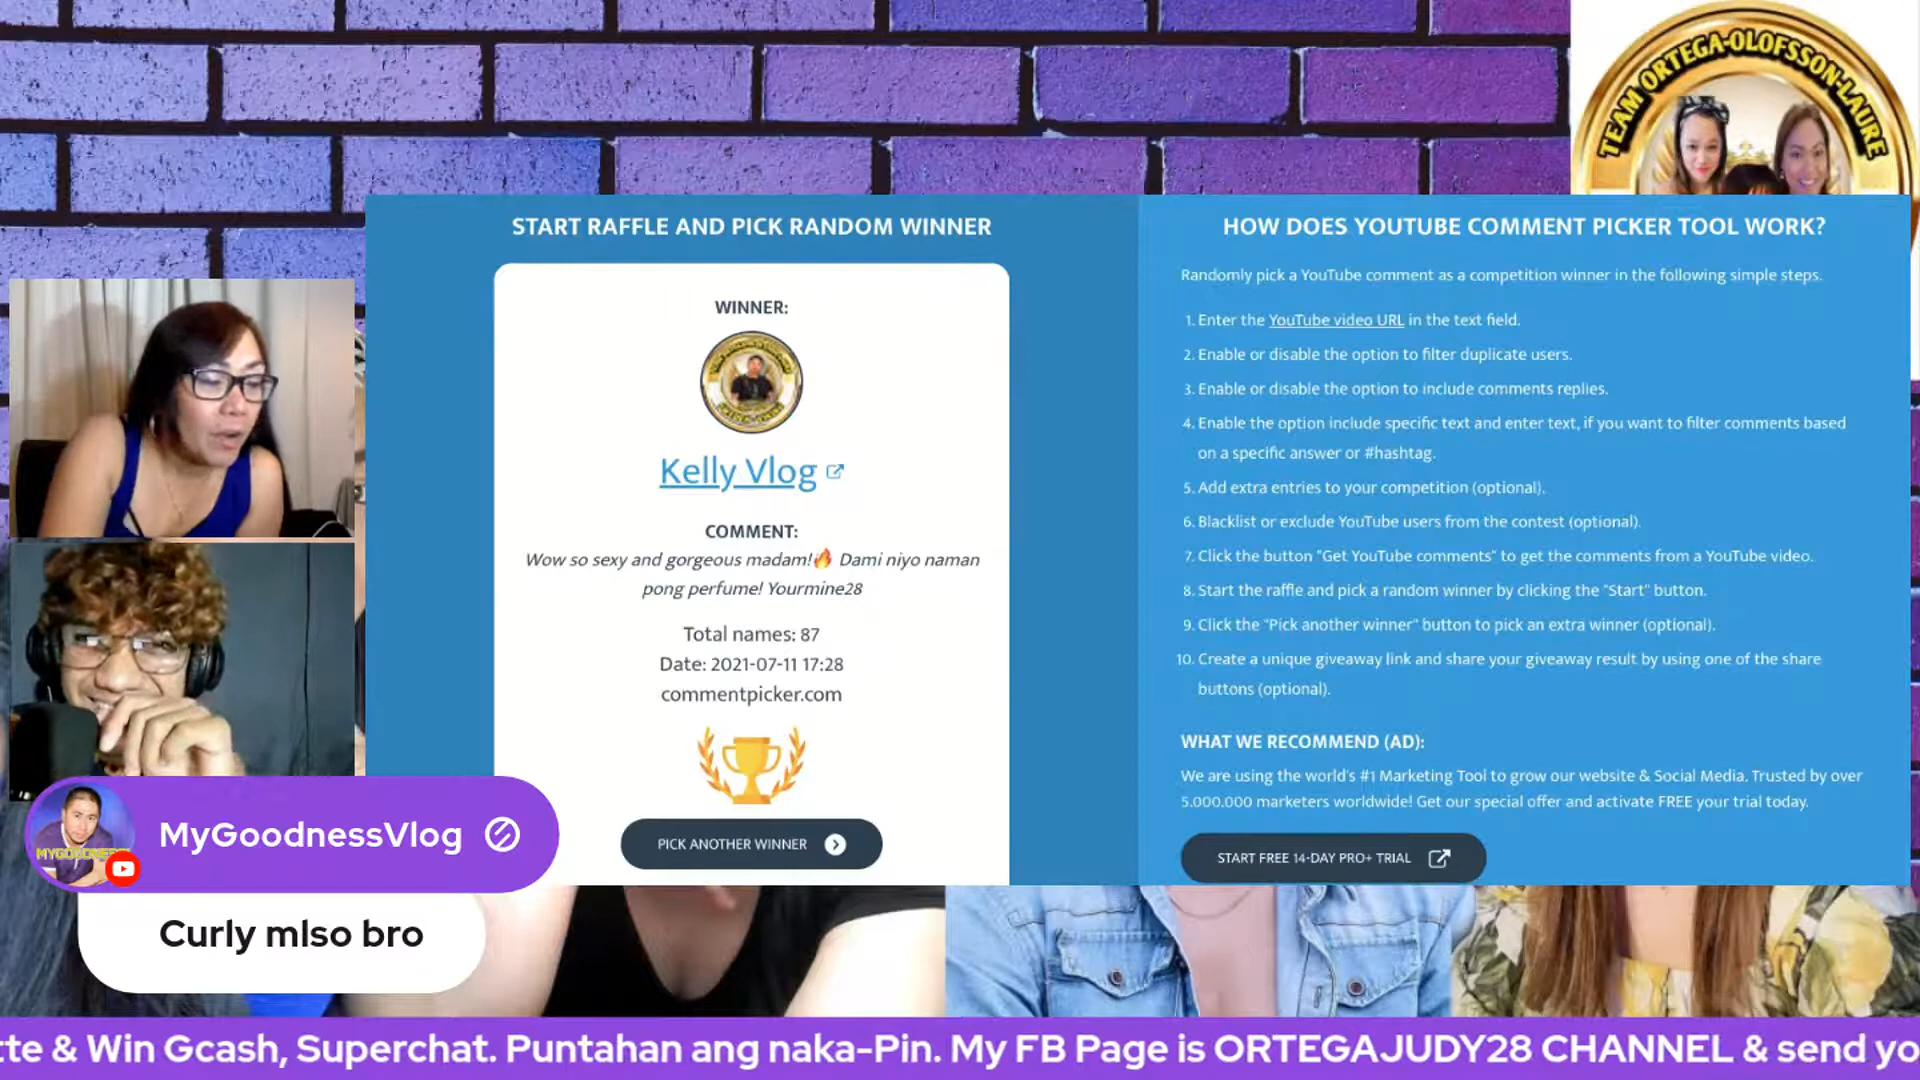 TEAM ORTEGA-OLOFSSON-LAURE
START RAFFLE AND PICK RANDOM WINNER
WINNER:
Kelly Vlog
COMMENT:
Wow so sexy and gorgeous madam!🔥 Dami niyo naman
pong perfume! Yourmine28
Total names: 87
Date: 2021-07-11 17:28
commentpicker.com
PICK ANOTHER WINNER
HOW DOES YOUTUBE COMMENT PICKER TOOL WORK?
Randomly pick a YouTube comment as a competition winner in the following simple steps.
1. Enter the YouTube video URL in the text field.
2. Enable or disable the option to filter duplicate users.
3. Enable or disable the option to include comments replies.
4. Enable the option include specific text and enter text, if you want to filter comments based
on a specific answer or #hashtag.
5. Add extra entries to your competition (optional).
6. Blacklist or exclude YouTube users from the contest (optional).
7. Click the button "Get YouTube comments" to get the comments from a YouTube video.
8. Start the raffle and pick a random winner by clicking the "Start" button.
9. Click the "Pick another winner" button to pick an extra winner (optional).
10. Create a unique giveaway link and share your giveaway result by using one of the share
buttons (optional).
WHAT WE RECOMMEND (AD):
We are using the world's #1 Marketing Tool to grow our website & Social Media. Trusted by over
5.000.000 marketers worldwide! Get our special offer and activate FREE your trial today.
START FREE 14-DAY PRO+ TRIAL
MyGoodnessVlog
Curly mlso bro
tte & Win Gcash, Superchat. Puntahan ang naka-Pin. My FB Page is ORTEGAJUDY28 CHANNEL & send yo